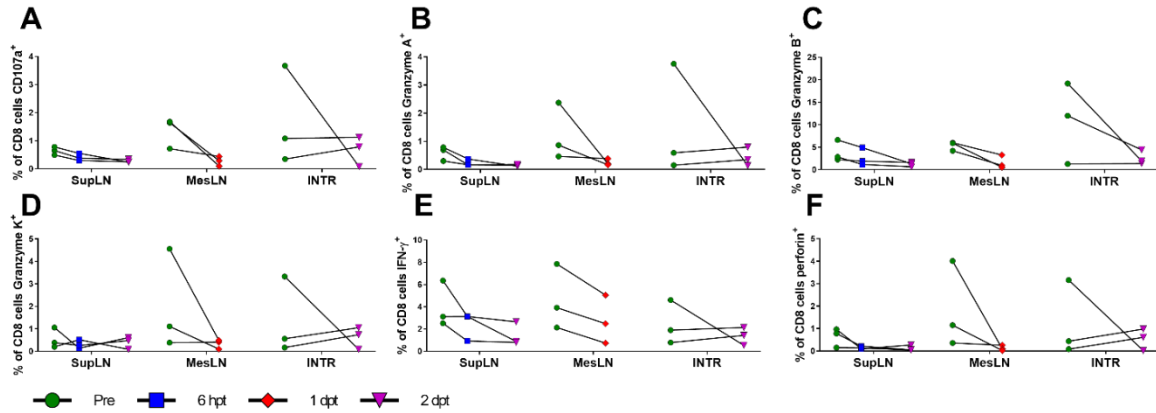 A
% of CD8 cells CD107a⁺
4
3
2
1
0
SupLN MesLN INTR
B
% of CD8 cells Granzyme A⁺
4
3
2
1
0
SupLN MesLN INTR
C
% of CD8 cells Granzyme B⁺
25
20
15
10
5
0
SupLN MesLN INTR
D
% of CD8 cells Granzyme K⁺
5
4
3
2
1
0
SupLN MesLN INTR
E
% of CD8 cells IFN-γ⁺
10
8
6
4
2
0
SupLN MesLN INTR
F
% of CD8 cells perforin⁺
5
4
3
2
1
0
SupLN MesLN INTR
Pre 6 hpt 1 dpt 2 dpt